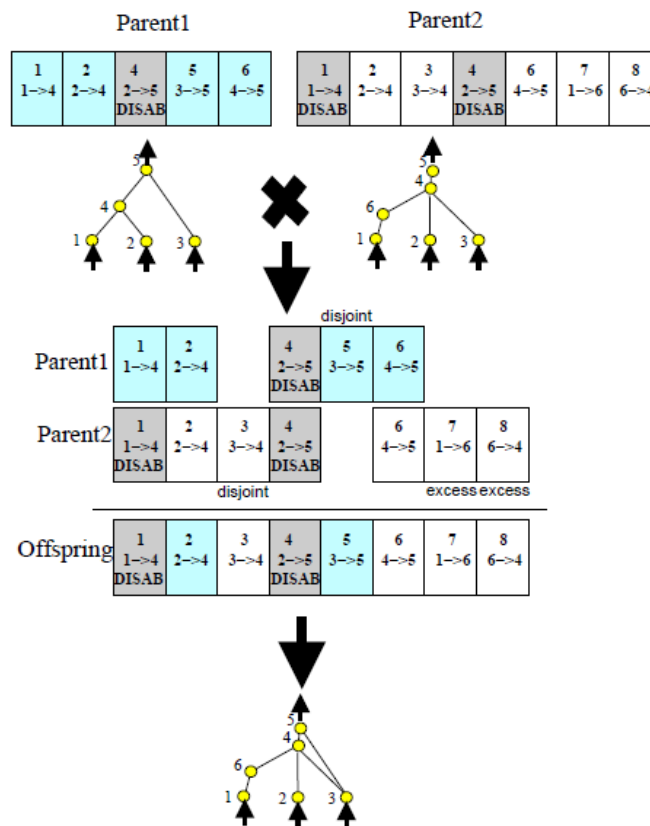 Parent1
Parent2
1 2 4 5 6
1->4 2->4 2->5 3->5 4->5
DISAB
1 2 3 4 6 7 8
1->4 2->4 3->4 2->5 4->5 1->6 6->4
DISAB DISAB
5
4
1 2 3
5
4
6
1 2 3
disjoint
Parent1
1 2 4 5 6
1->4 2->4 2->5 3->5 4->5
DISAB
Parent2
1 2 3 4 6 7 8
1->4 2->4 3->4 2->5 4->5 1->6 6->4
DISAB DISAB
disjoint excess excess
Offspring
1 2 3 4 5 6 7 8
1->4 2->4 3->4 2->5 3->5 4->5 1->6 6->4
DISAB DISAB
5
4
6
1 2 3